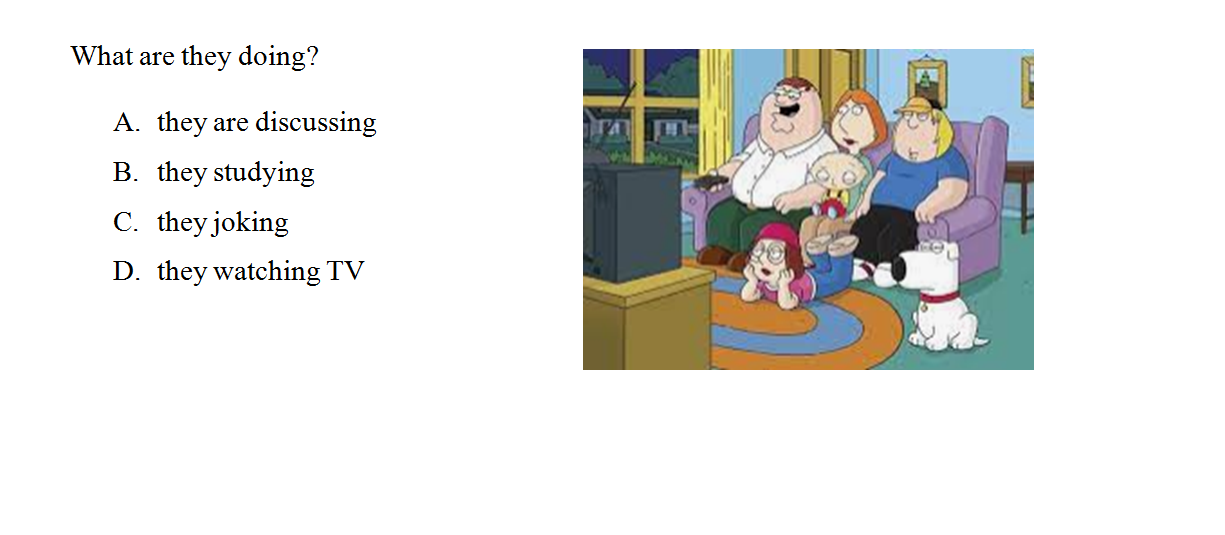 What are they doing?
A. they are discussing
B. they studying
C. they joking
D. they watching TV